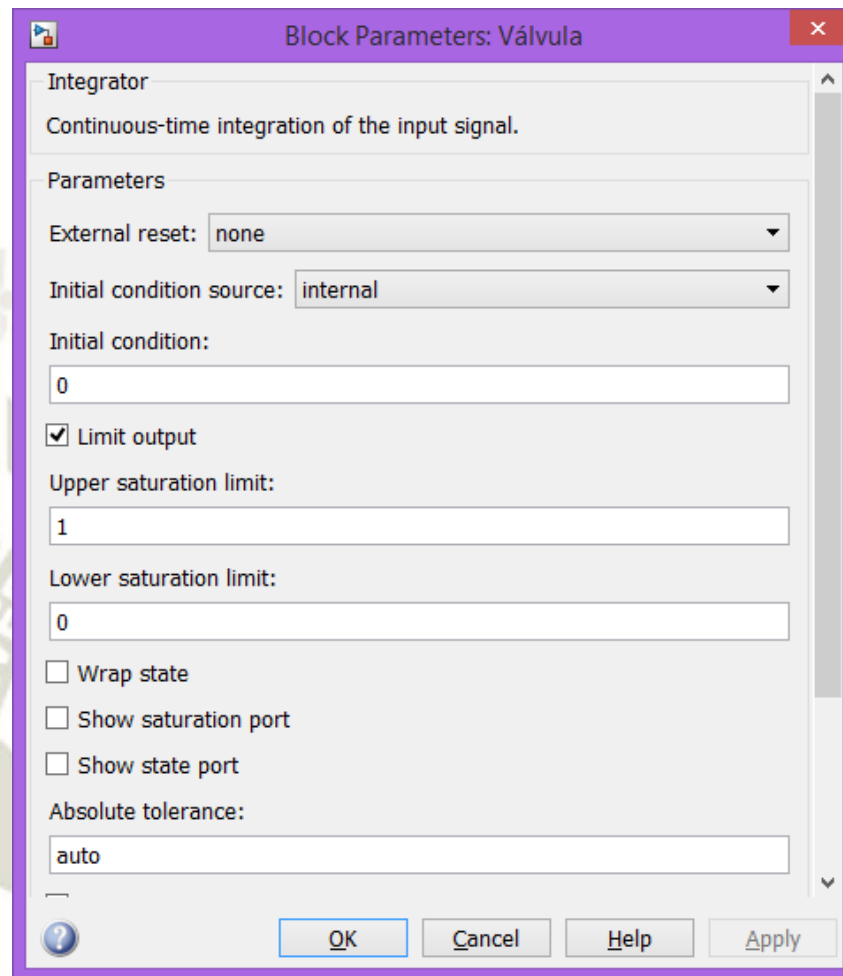 Block Parameters: Válvula
Integrator
Continuous-time integration of the input signal.
Parameters
External reset: none
Initial condition source: internal
Initial condition:
0
Limit output
Upper saturation limit:
1
Lower saturation limit:
0
Wrap state
Show saturation port
Show state port
Absolute tolerance:
auto
OK Cancel Help Apply